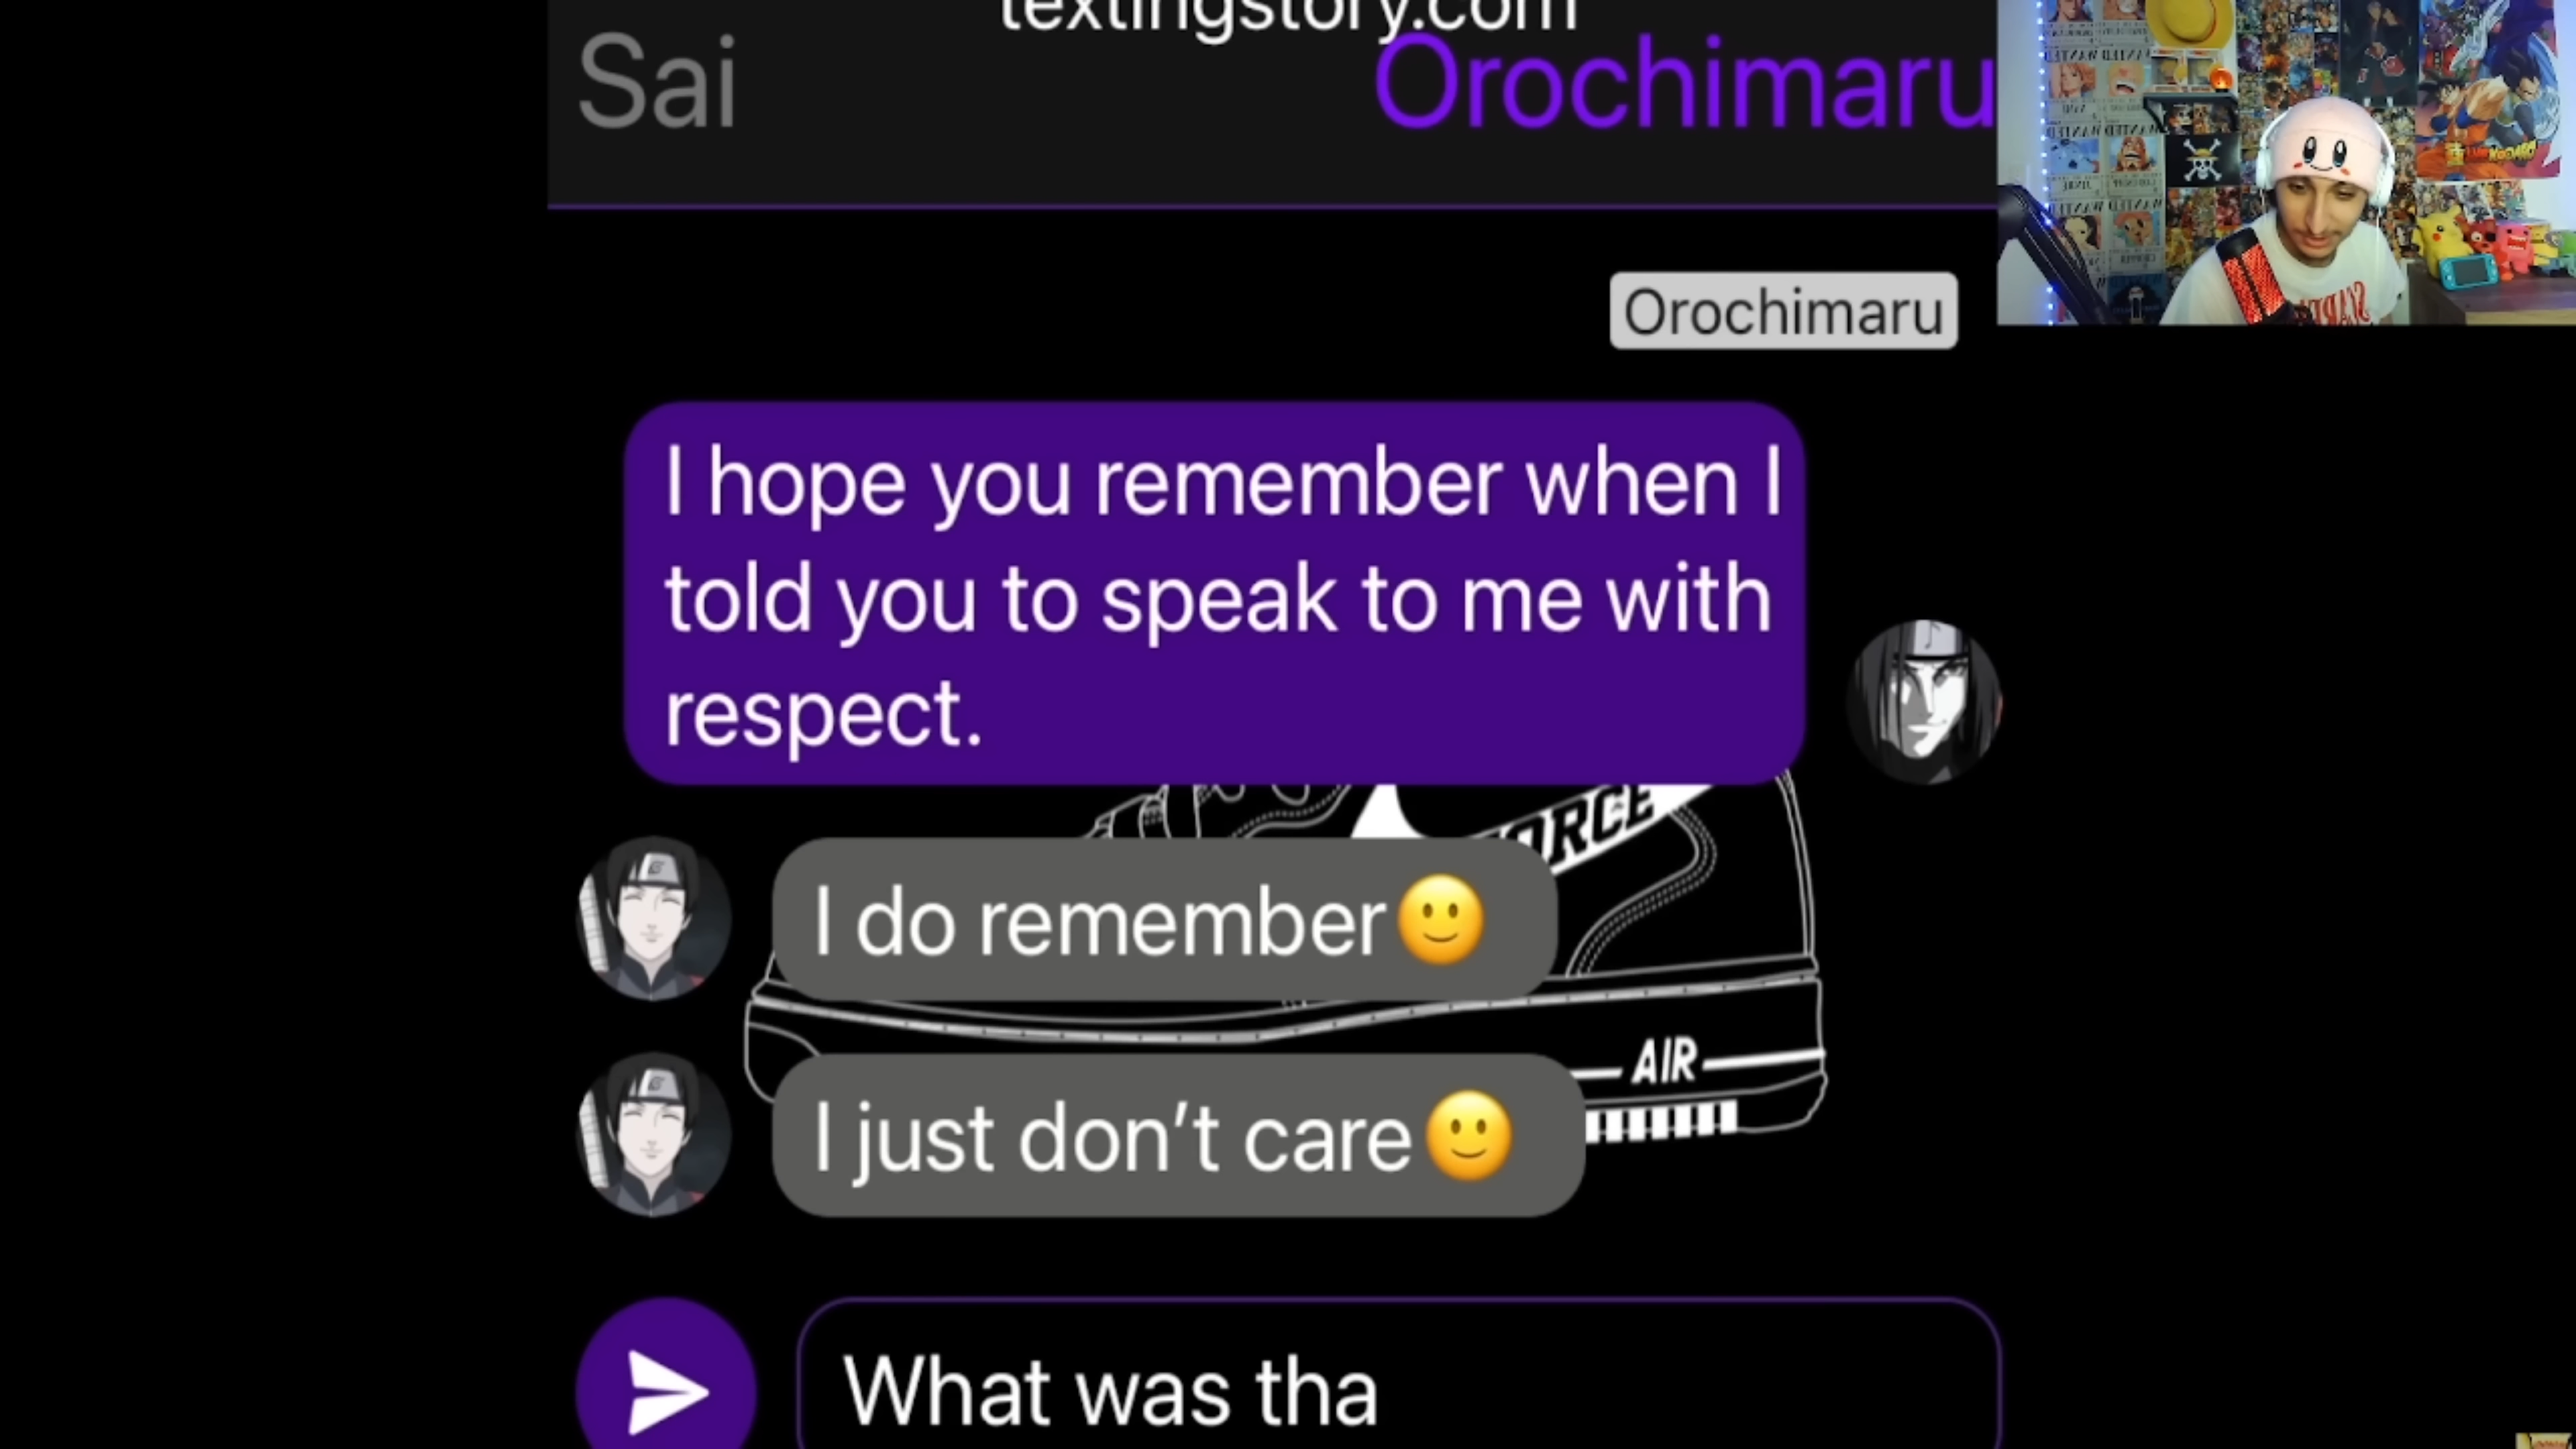 textingstory.com
Sai
Orochimaru
Orochimaru
I hope you remember when I
told you to speak to me with
respect.
ORCE
I do remember🙂
AIR
I just don’t care🙂
What was tha